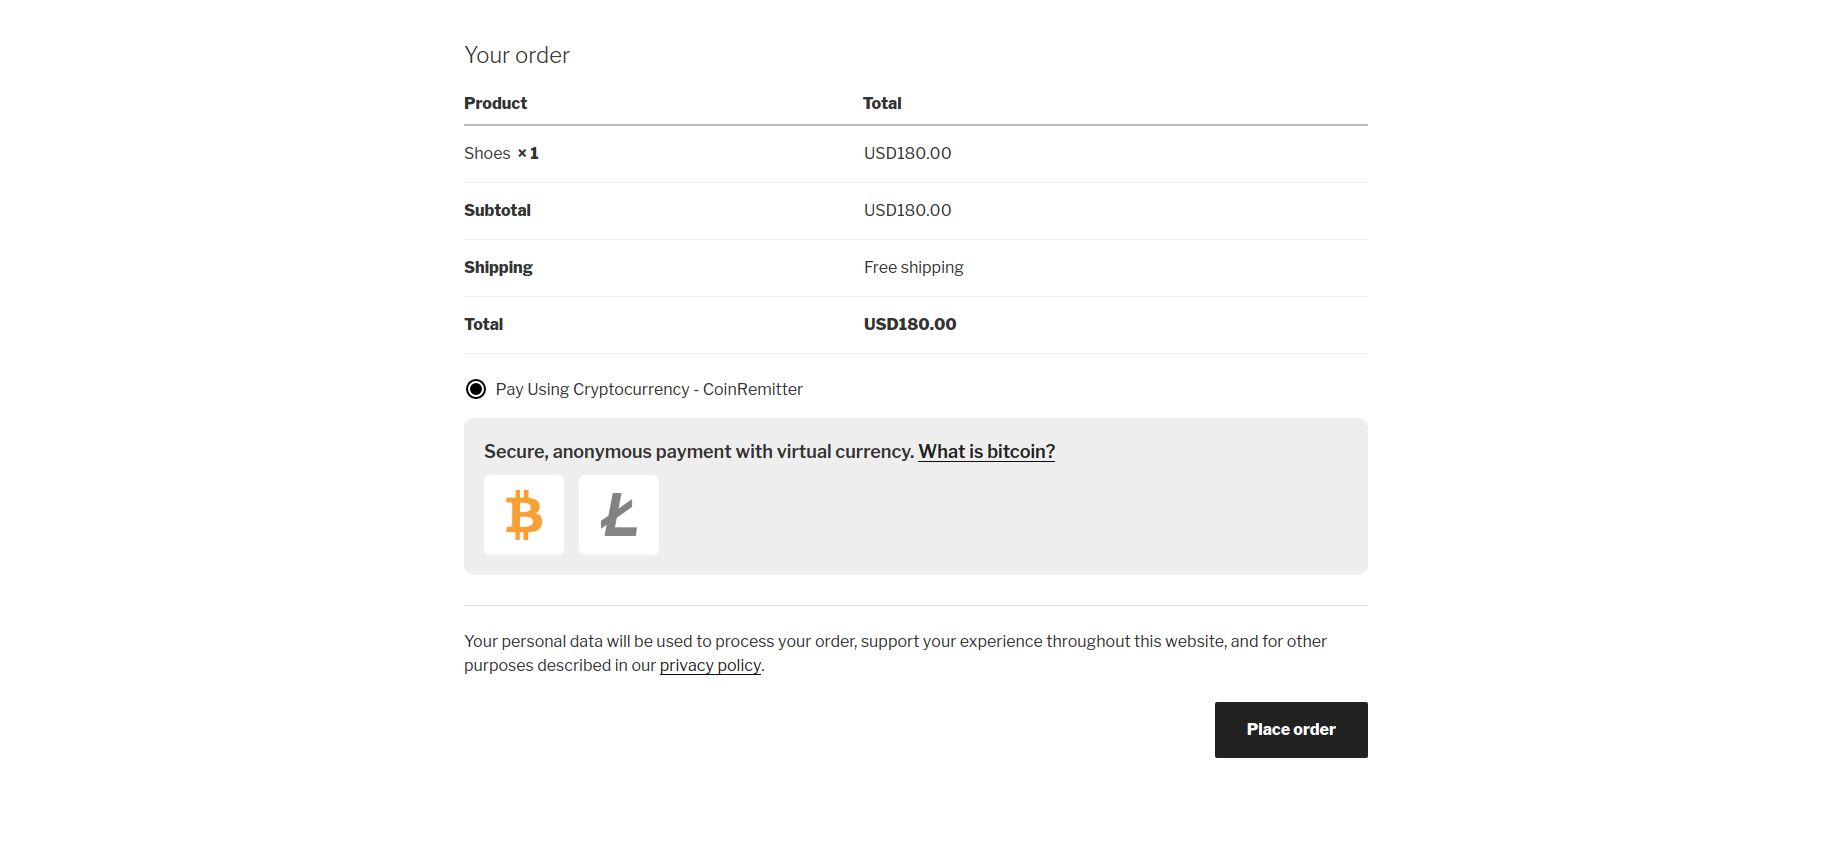 Your order
Product Total
Shoes × 1 USD180.00
Subtotal USD180.00
Shipping Free shipping
Total USD180.00
Pay Using Cryptocurrency - CoinRemitter
Secure, anonymous payment with virtual currency. What is bitcoin?
Your personal data will be used to process your order, support your experience throughout this website, and for other
purposes described in our privacy policy.
Place order